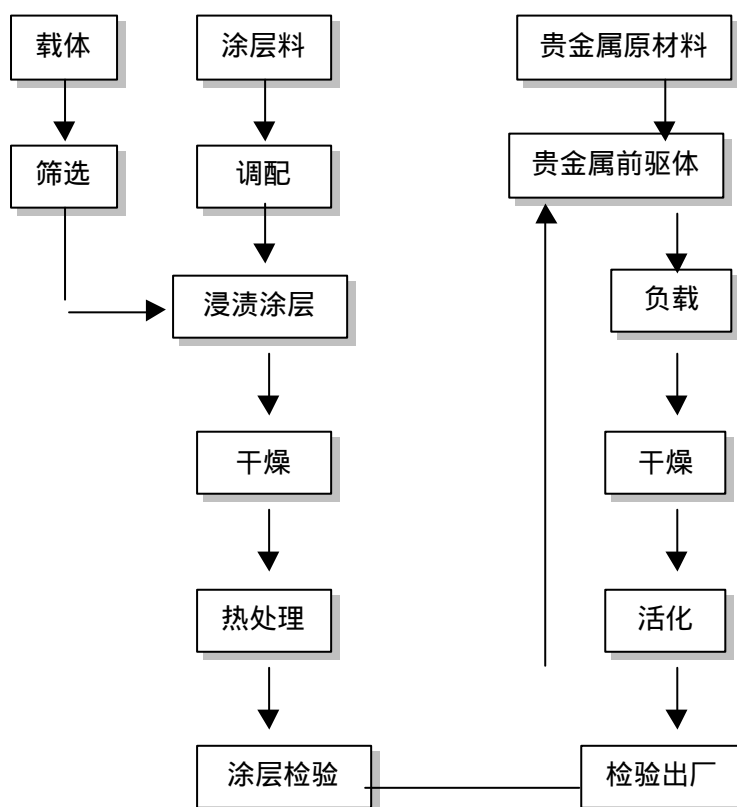 载体
涂层料
贵金属原材料
筛选
调配
贵金属前驱体
浸渍涂层
负载
干燥
干燥
热处理
活化
涂层检验
检验出厂